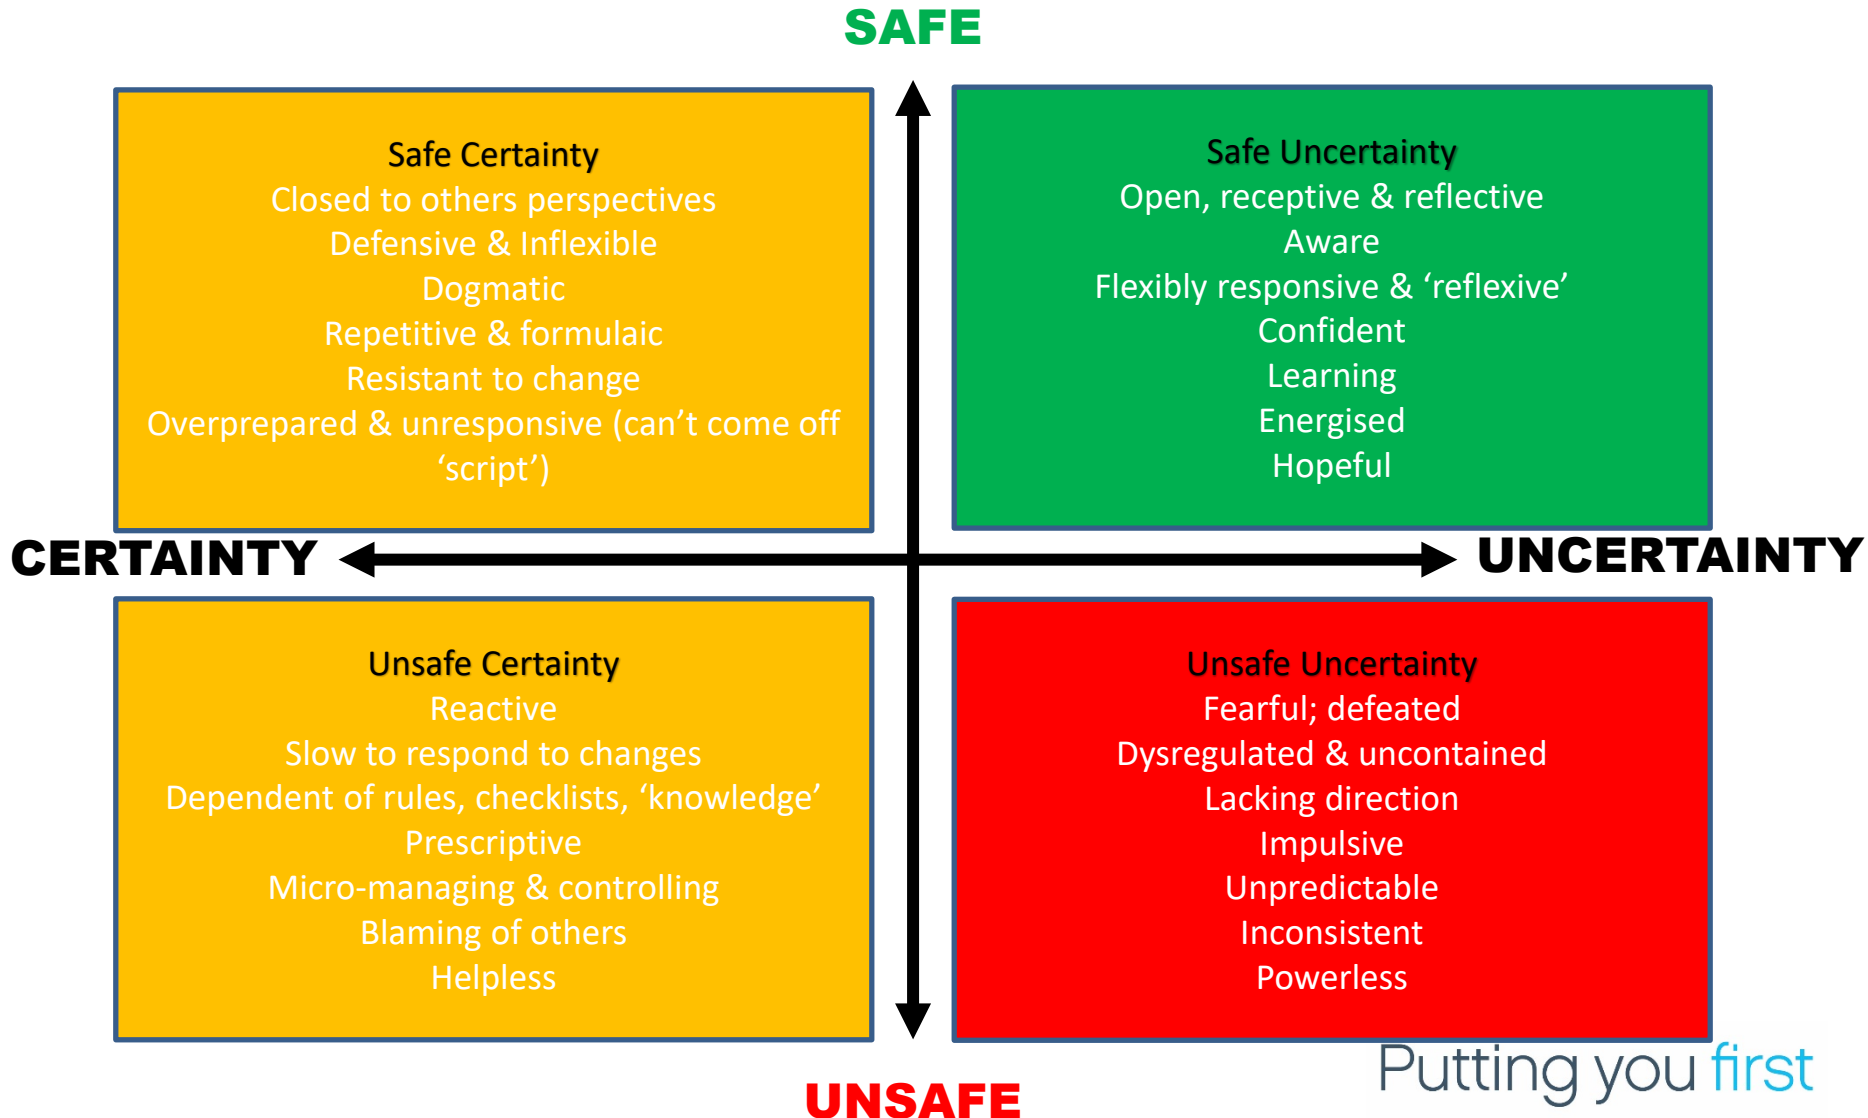 SAFE
Safe Certainty
Closed to others perspectives
Defensive & Inflexible
Dogmatic
Repetitive & formulaic
Resistant to change
Overprepared & unresponsive (can't come off
‘script’)
Safe Uncertainty
Open, receptive & reflective
Aware
Flexibly responsive & ‘reflexive’
Confident
Learning
Energised
Hopeful
CERTAINTY
UNCERTAINTY
Unsafe Certainty
Reactive
Slow to respond to changes
Dependent of rules, checklists, ‘knowledge’
Prescriptive
Micro-managing & controlling
Blaming of others
Helpless
Unsafe Uncertainty
Fearful; defeated
Dysregulated & uncontained
Lacking direction
Impulsive
Unpredictable
Inconsistent
Powerless
UNSAFE
Putting you first